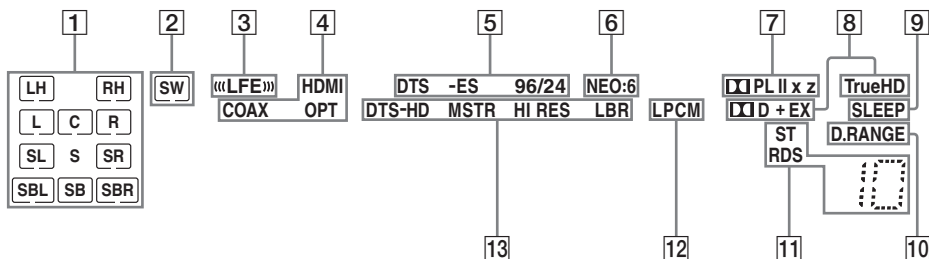 1 2 3 4 5 6 7 8 9
LH RH SW LFE HDMI DTS -ES 96/24 NEO:6 PL II x z TrueHD
COAX OPT DTS-HD MSTR HI RES LBR LPCM D + EX SLEEP
L C R ST D.RANGE
SL S SR RDS
SBL SB SBR 10
13 12 11 10